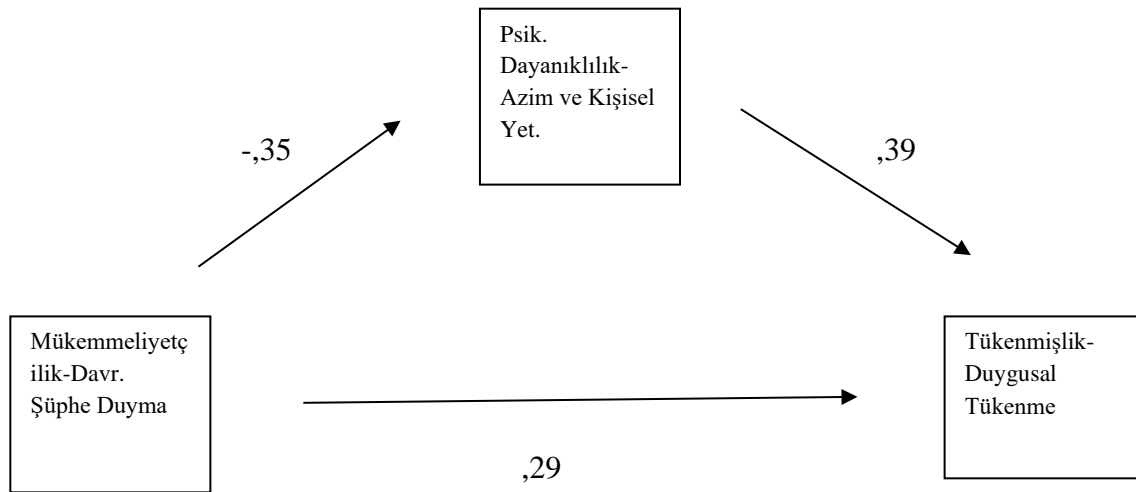 Psik.
Dayanıklılık-
Azim ve Kişisel
Yet.
-,35
,39
Mükemmeliyetç
ilik-Davr.
Şüphe Duyma
Tükenmişlik-
Duygusal
Tükenme
,29